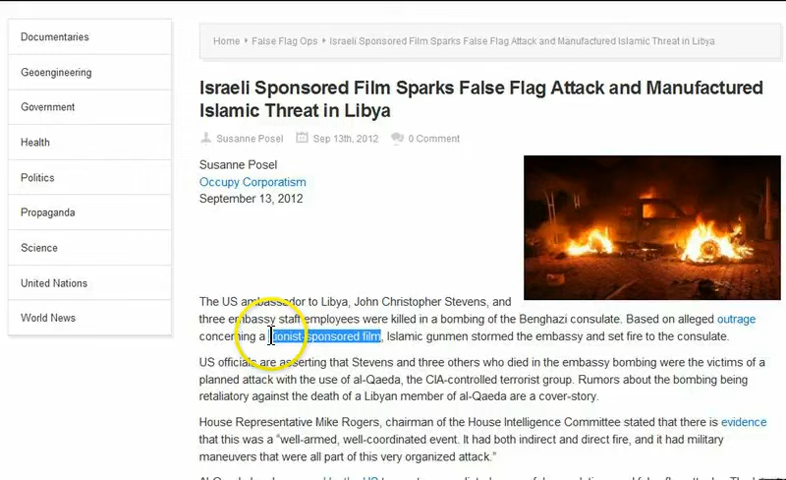 Documentaries
Geoengineering
Government
Health
Politics
Propaganda
Science
United Nations
World News
Home • False Flag Ops • Israeli Sponsored Film Sparks False Flag Attack and Manufactured Islamic Threat in Libya
Israeli Sponsored Film Sparks False Flag Attack and Manufactured
Islamic Threat in Libya
Susanne Posel Sep 13th, 2012 0 Comment
Susanne Posel
Occupy Corporatism
September 13, 2012
The US ambassador to Libya, John Christopher Stevens, and
three embassy staff employees were killed in a bombing of the Benghazi consulate. Based on alleged outrage
concerning a ionist-sponsored film, Islamic gunmen stormed the embassy and set fire to the consulate.
US officials are asserting that Stevens and three others who died in the embassy bombing were the victims of a
planned attack with the use of al-Qaeda, the CIA-controlled terrorist group. Rumors about the bombing being
retaliatory against the death of a Libyan member of al-Qaeda are a cover-story.
House Representative Mike Rogers, chairman of the House Intelligence Committee stated that there is evidence
that this was a “well-armed, well-coordinated event. It had both indirect and direct fire, and it had military
maneuvers that were all part of this very organized attack.”